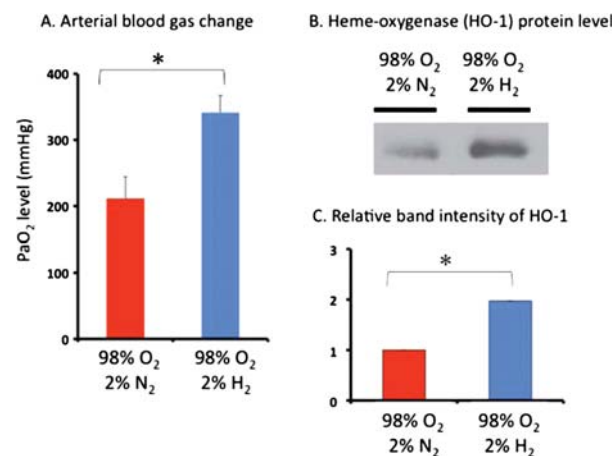 A. Arterial blood gas change
*
PaO₂ level (mmHg)
400
300
200
100
0
98% O₂
2% N₂
98% O₂
2% H₂
B. Heme-oxygenase (HO-1) protein level
98% O₂
2% N₂
98% O₂
2% H₂
C. Relative band intensity of HO-1
*
3
2
1
0
98% O₂
2% N₂
98% O₂
2% H₂